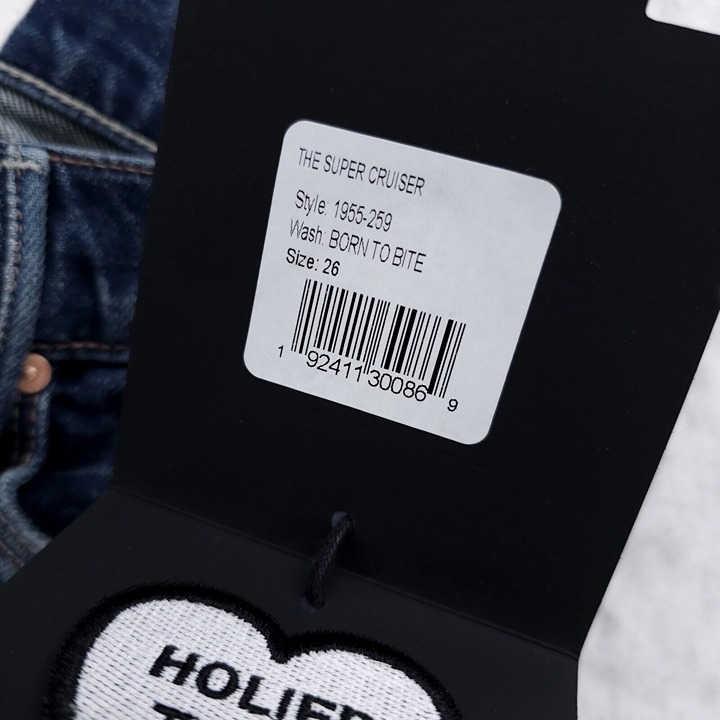 THE SUPER CRUISER
Style: 1955-259
Wash: BORN TO BITE
Size: 26
1 92411 30086 9
HOLIER